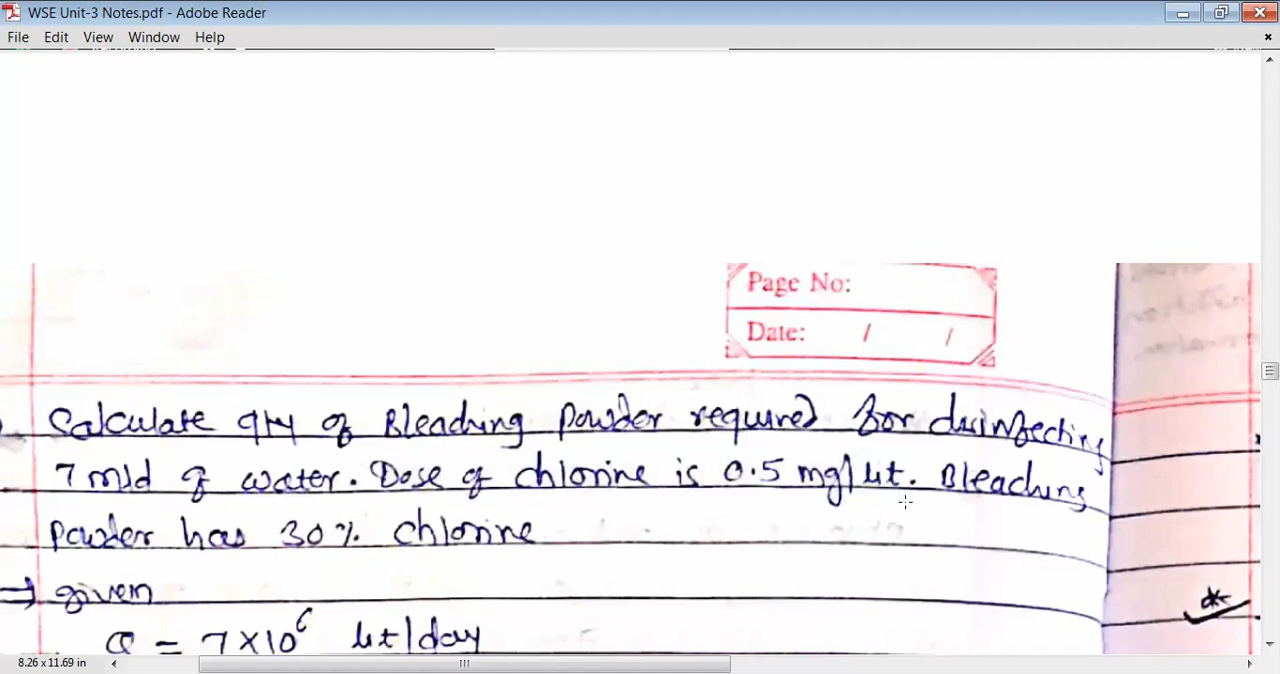 WSE Unit-3 Notes.pdf - Adobe Reader
File Edit View Window Help
Page No:
Date: / /
Calculate qty of Bleaching Powder required for disinfecting
7 mld of water. Dose of chlorine is 0.5 mg/lit. Bleaching
Powder has 30% chlorine
⇒ given
Q = 7×10⁶ lit/day
8.26 x 11.69 in